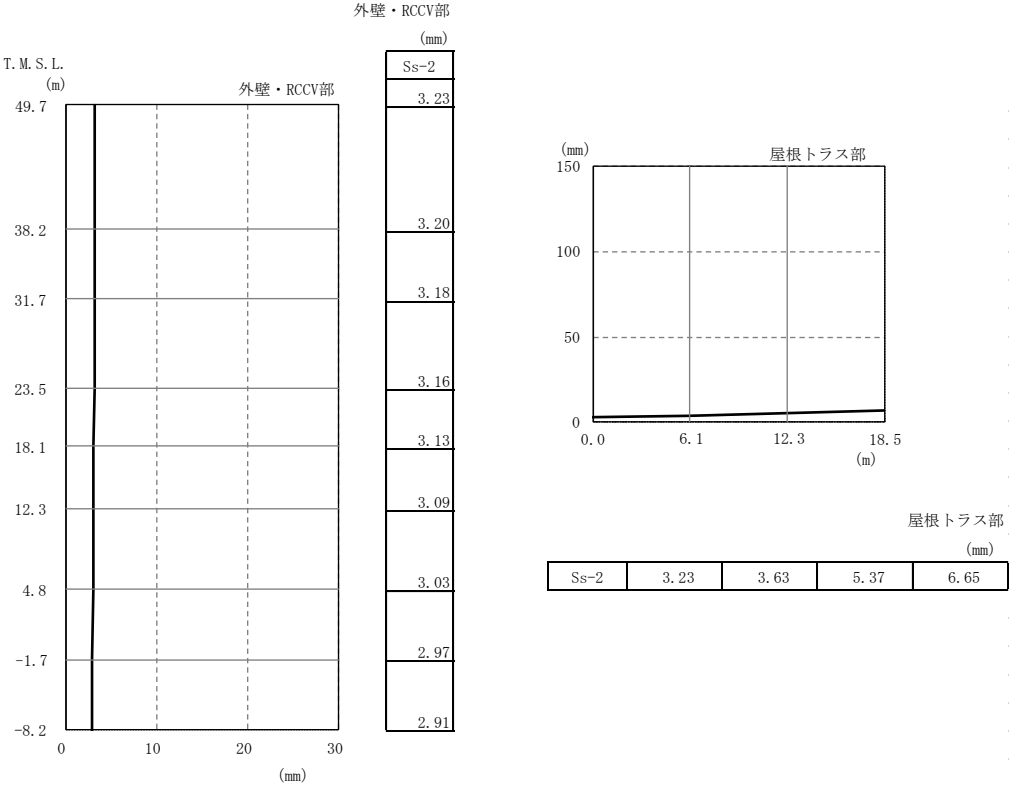 外壁・RCCV部
(mm)
Ss-2
3.23
3.20
3.18
3.16
3.13
3.09
3.03
2.97
2.91
T.M.S.L.
(m)
外壁・RCCV部
49.7
38.2
31.7
23.5
18.1
12.3
4.8
-1.7
-8.2
0 10 20 30
(mm)
(mm)
屋根トラス部
150
100
50
0
0.0 6.1 12.3 18.5
(m)
屋根トラス部
(mm)
Ss-2 3.23 3.63 5.37 6.65